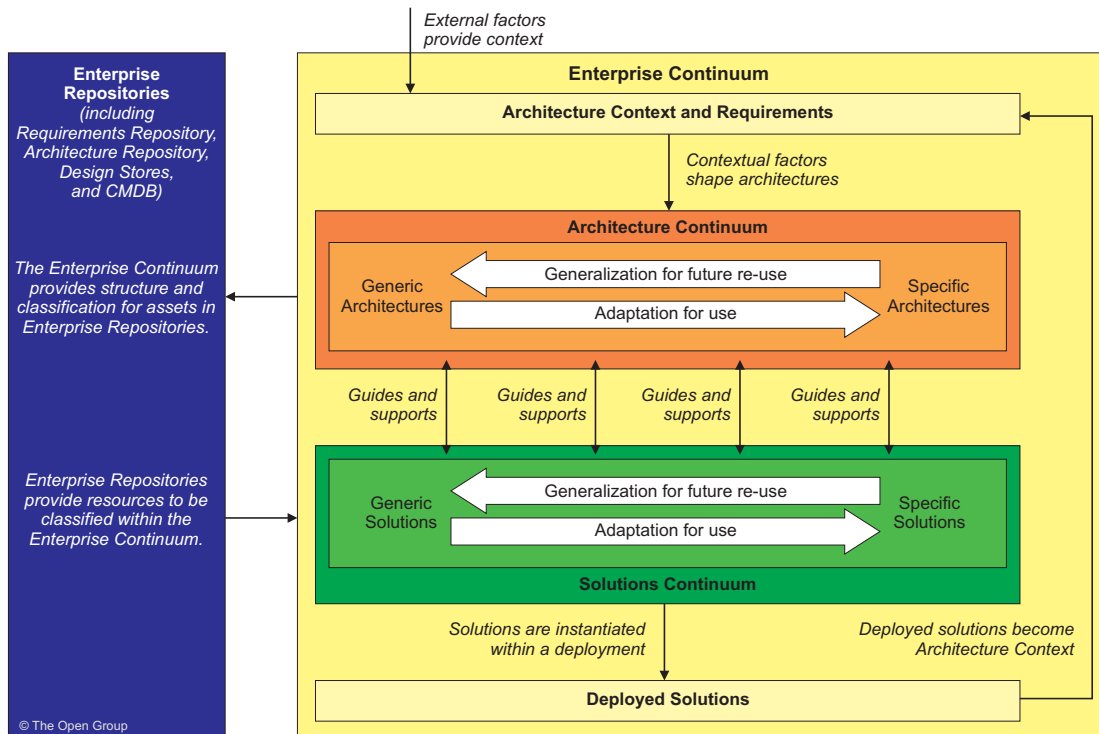 External factors
provide context
Enterprise
Repositories
(including
Requirements Repository,
Architecture Repository,
Design Stores,
and CMDB)
The Enterprise Continuum
provides structure and
classification for assets in
Enterprise Repositories.
Enterprise Repositories
provide resources to be
classified within the
Enterprise Continuum.
© The Open Group
Enterprise Continuum
Architecture Context and Requirements
Contextual factors
shape architectures
Architecture Continuum
Generic
Architectures
Generalization for future re-use
Adaptation for use
Specific
Architectures
Guides and
supports
Guides and
supports
Guides and
supports
Guides and
supports
Generic
Solutions
Generalization for future re-use
Adaptation for use
Specific
Solutions
Solutions Continuum
Solutions are instantiated
within a deployment
Deployed solutions become
Architecture Context
Deployed Solutions